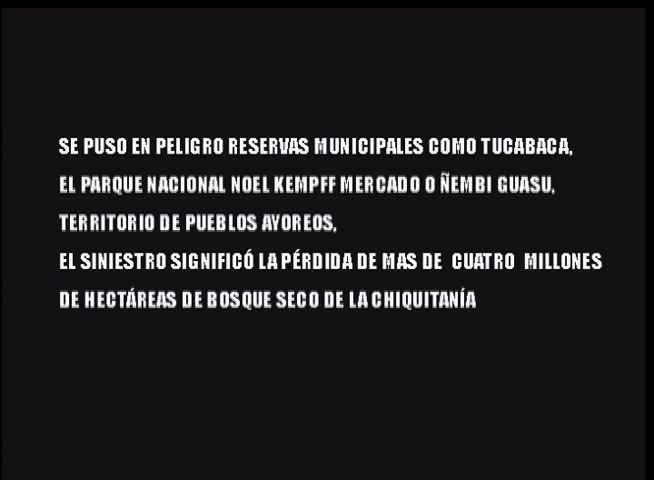 SE PUSO EN PELIGRO RESERVAS MUNICIPALES COMO TUCABACA,
EL PARQUE NACIONAL NOEL KEMPFF MERCADO O ÑEMBI GUASU,
TERRITORIO DE PUEBLOS AYOREOS,
EL SINIESTRO SIGNIFICÓ LA PÉRDIDA DE MAS DE CUATRO MILLONES
DE HECTÁREAS DE BOSQUE SECO DE LA CHIQUITANÍA